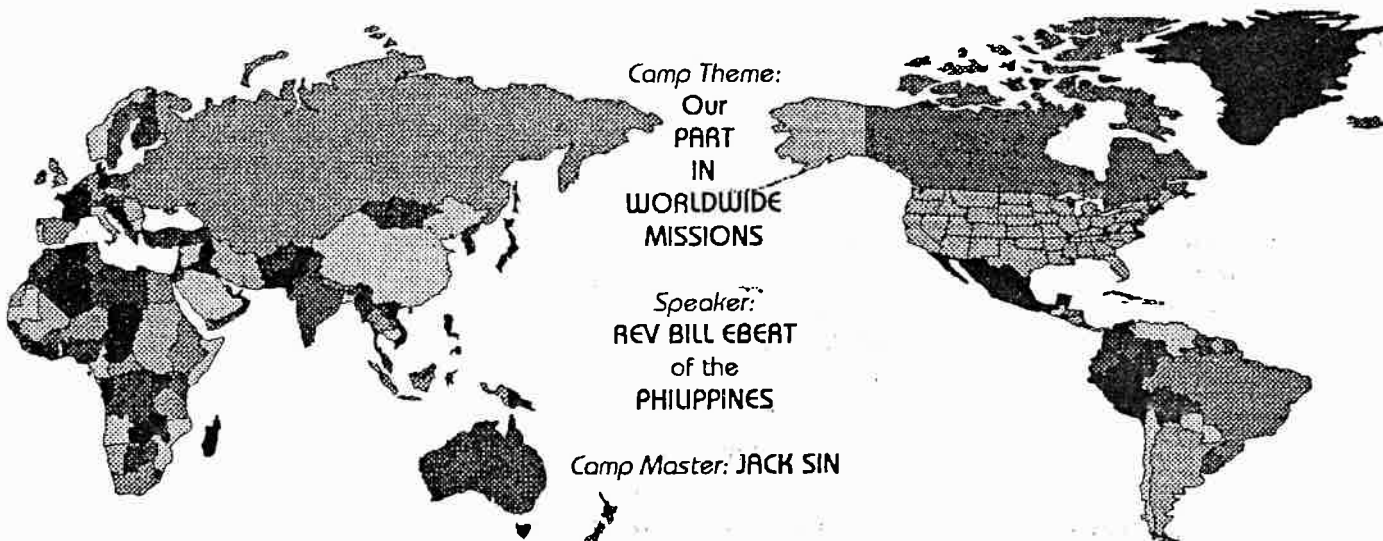 Camp Theme:
Our
PART
IN
WORLDWIDE
MISSIONS
Speaker:
REV BILL EBERT
of the
PHILIPPINES
Camp Master: JACK SIN